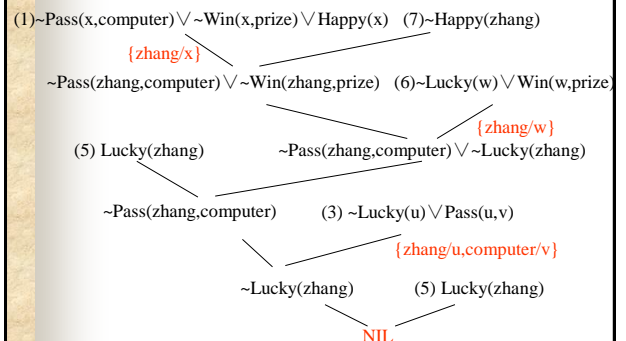 (1)~Pass(x,computer)∨~Win(x,prize)∨Happy(x) (7)~Happy(zhang)
{zhang/x}
~Pass(zhang,computer)∨~Win(zhang,prize) (6)~Lucky(w)∨Win(w,prize)
{zhang/w}
(5) Lucky(zhang) ~Pass(zhang,computer)∨~Lucky(zhang)
~Pass(zhang,computer) (3) ~Lucky(u)∨Pass(u,v)
{zhang/u,computer/v}
~Lucky(zhang) (5) Lucky(zhang)
NIL